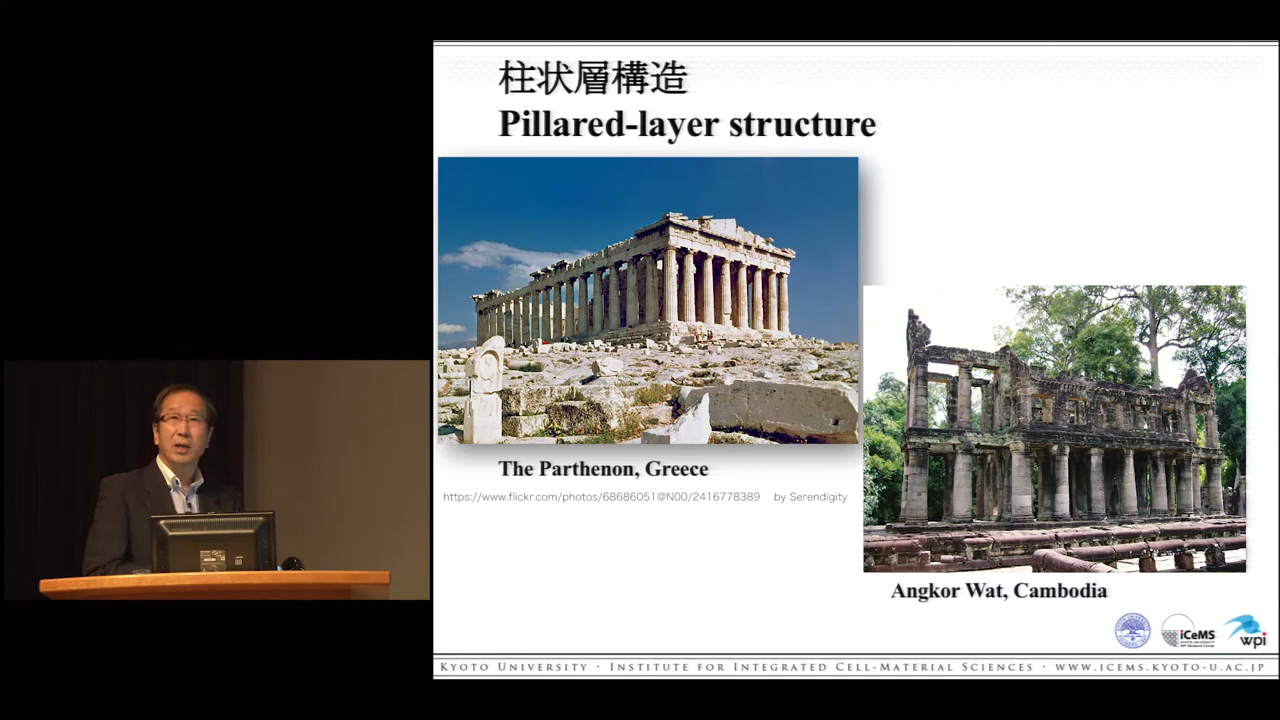 柱状層構造
Pillared-layer structure
The Parthenon, Greece
https://www.flickr.com/photos/68686051@N00/2416778389 by Serendigity
Angkor Wat, Cambodia
iCeMS
wpi
KYOTO UNIVERSITY · INSTITUTE FOR INTEGRATED CELL-MATERIAL SCIENCES · WWW.ICEMS.KYOTO-U.AC.JP